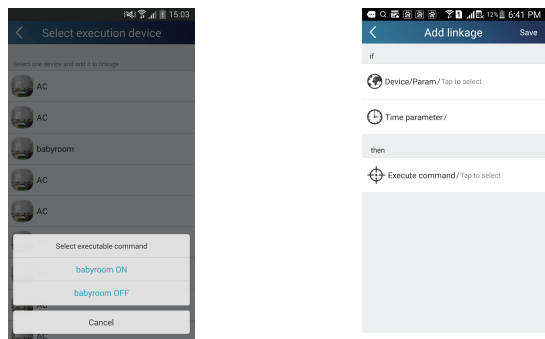 15:03
Select execution device
Select one device and add it to linkage
AC
AC
babyroom
AC
AC
Select executable command
babyroom ON
babyroom OFF
AC
Cancel
AC
12% 6:41 PM
Add linkage
Save
if
Device/Param/Tap to select
Time parameter/
then
Execute command/Tap to select